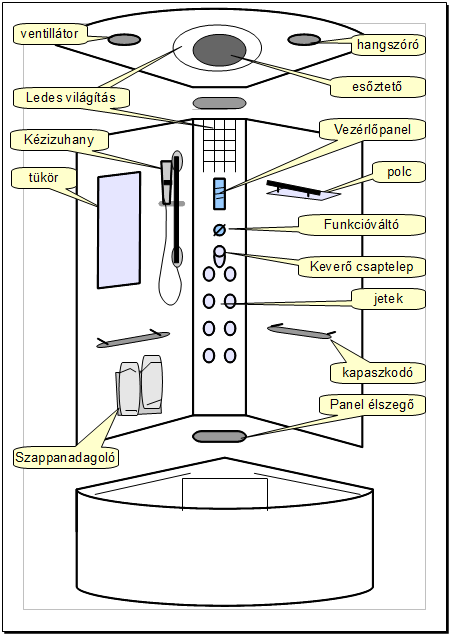 ventillátor
hangszóró
esőztető
Ledes világítás
Vezérlőpanel
Kézizuhany
tükör
polc
Funkcióváltó
Keverő csaptelep
jetek
kapaszkodó
Panel élszegő
Szappanadagoló